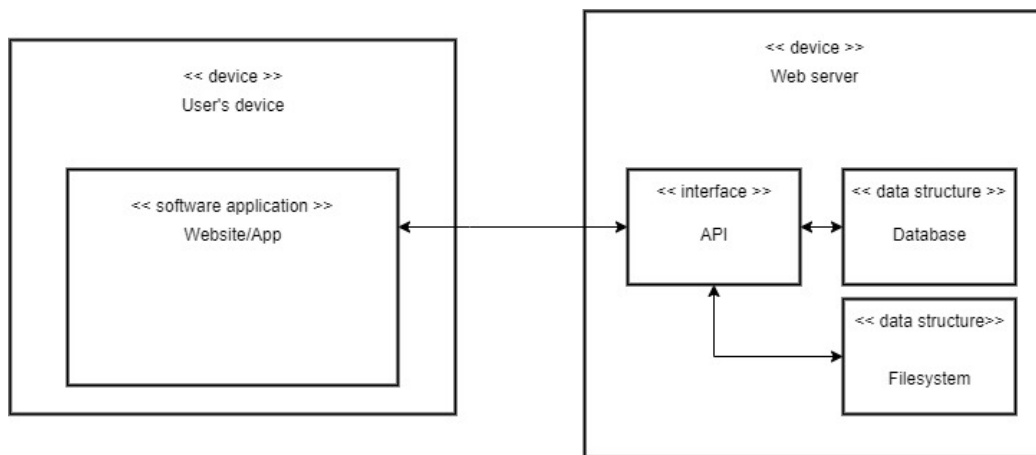 << device >>
User's device
<< software application >>
Website/App
<< device >>
Web server
<< interface >>
API
<< data structure >>
Database
<< data structure>>
Filesystem